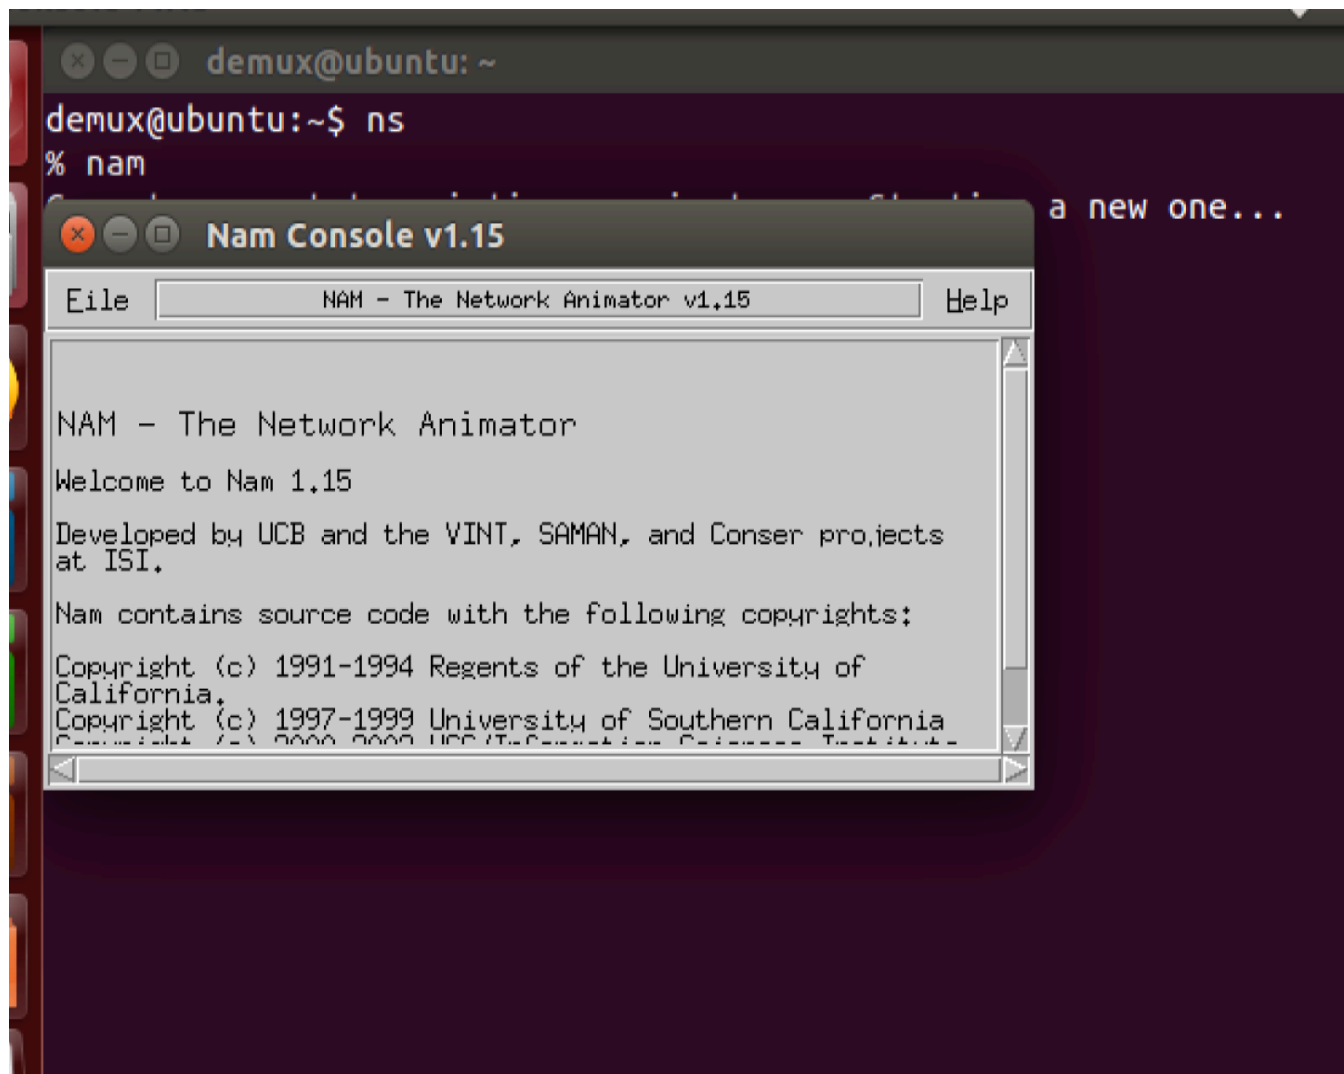 demux@ubuntu: ~
demux@ubuntu:~$ ns
% nam
a new one...
Nam Console v1.15
File
NAM - The Network Animator v1.15
Help
NAM - The Network Animator
Welcome to Nam 1.15
Developed by UCB and the VINT, SAMAN, and Conser projects
at ISI.
Nam contains source code with the following copyrights:
Copyright (c) 1991-1994 Regents of the University of
California.
Copyright (c) 1997-1999 University of Southern California